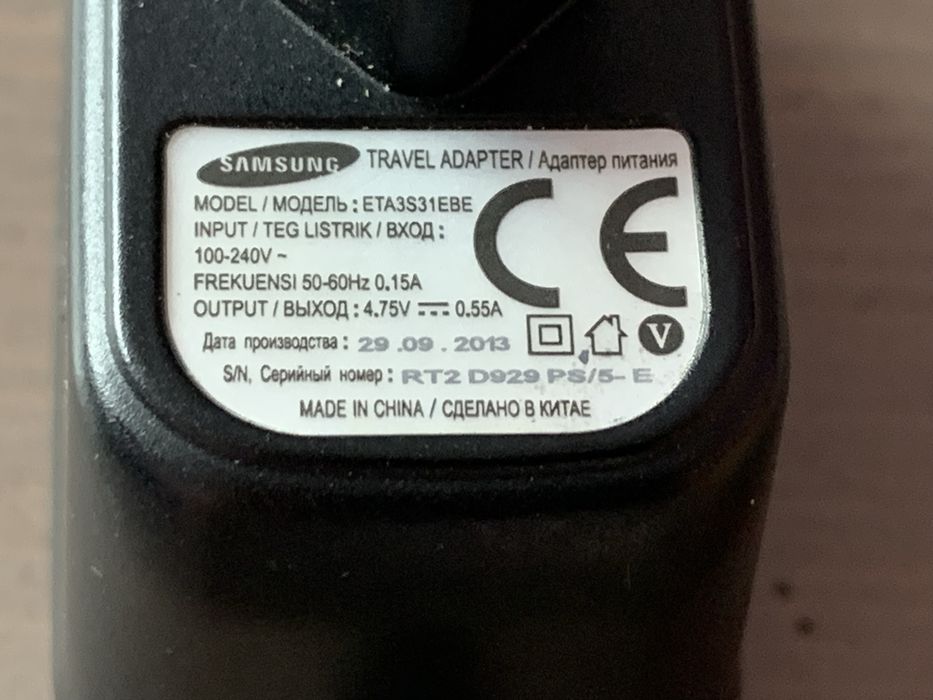 SAMSUNG TRAVEL ADAPTER / Адаптер питания
MODEL / МОДЕЛЬ : ETA3S31EBE
INPUT / TEG LISTRIK / ВХОД :
100-240V ~
FREKUENSI 50-60Hz 0.15A
OUTPUT / ВЫХОД : 4.75V ⎓ 0.55A
CE
Дата производства : 29 .09 . 2013
V
S/N, Серийный номер : RT2 D929 PS/5- E
MADE IN CHINA / СДЕЛАНО В КИТАЕ